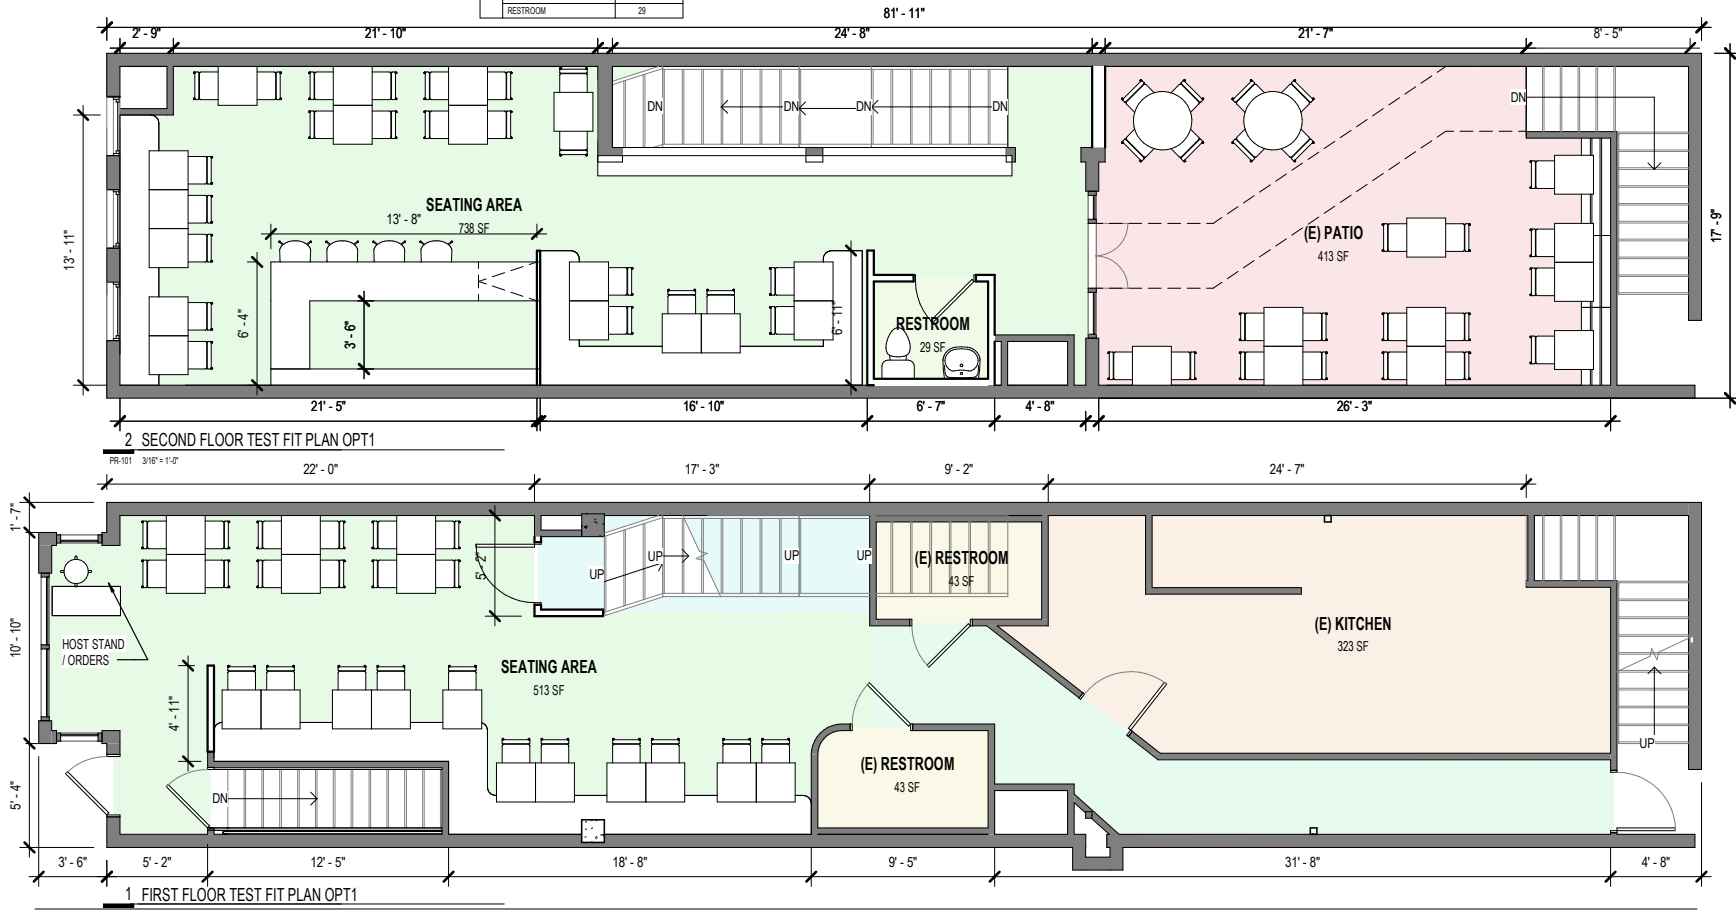 RESTROOM 29
81' - 11"
2' - 9" 21' - 10" 24' - 8" 21' - 7" 8' - 5"
DN DN DN DN DN
SEATING AREA
738 SF
13' - 8"
13' - 11"
6' - 4"
3' - 6"
6' - 11"
RESTROOM
29 SF
(E) PATIO
413 SF
17' - 9"
21' - 5" 16' - 10" 6' - 7" 4' - 8" 26' - 3"
2 SECOND FLOOR TEST FIT PLAN OPT1
PR-101 3/16" = 1'-0"
22' - 0" 17' - 3" 9' - 2" 24' - 7"
1' - 7"
10' - 10"
5' - 4"
5' - 2"
UP UP UP UP
(E) RESTROOM
43 SF
(E) KITCHEN
323 SF
HOST STAND
/ ORDERS
SEATING AREA
513 SF
4' - 11"
DN
(E) RESTROOM
43 SF
UP
3' - 6" 5' - 2" 12' - 5" 18' - 8" 9' - 5" 31' - 8" 4' - 8"
1 FIRST FLOOR TEST FIT PLAN OPT1